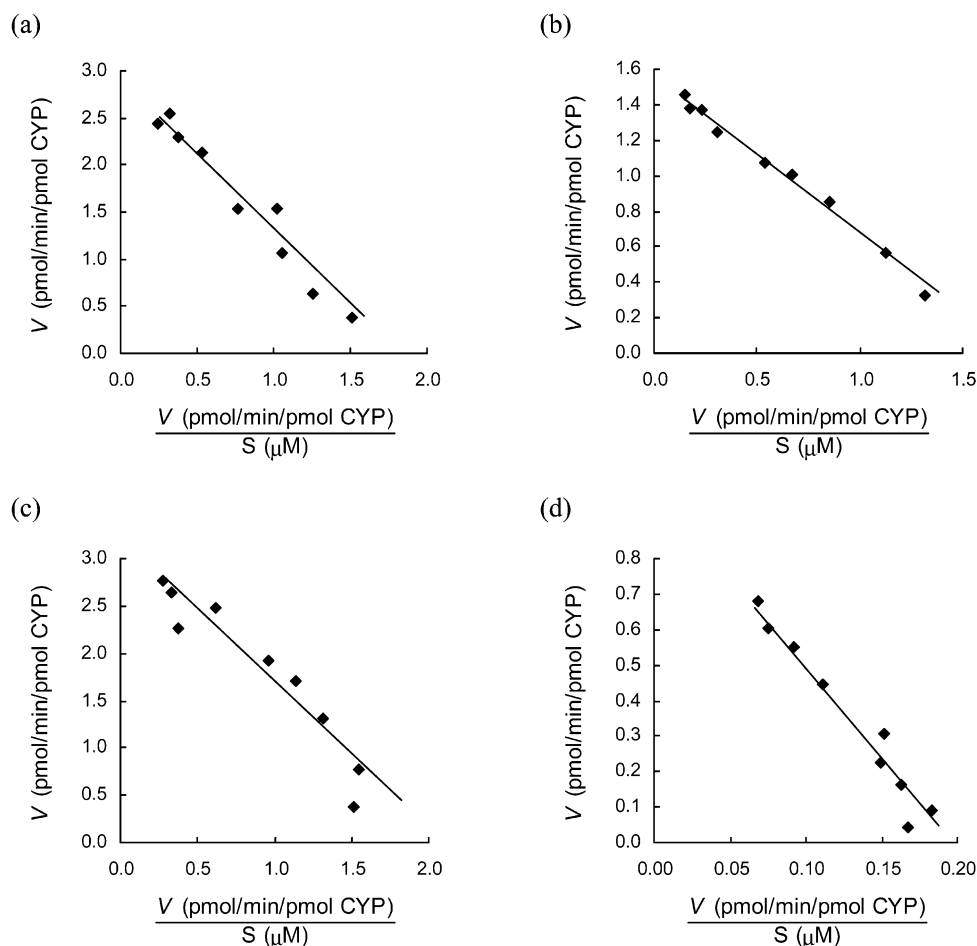 (a)
3.0
2.5
2.0
1.5
1.0
0.5
0.0
V (pmol/min/pmol CYP)
0.0 0.5 1.0 1.5 2.0
V (pmol/min/pmol CYP)
S (μM)
(b)
1.6
1.4
1.2
1.0
0.8
0.6
0.4
0.2
0.0
V (pmol/min/pmol CYP)
0.0 0.5 1.0 1.5
V (pmol/min/pmol CYP)
S (μM)
(c)
3.0
2.5
2.0
1.5
1.0
0.5
0.0
V (pmol/min/pmol CYP)
0.0 0.5 1.0 1.5 2.0
V (pmol/min/pmol CYP)
S (μM)
(d)
0.8
0.7
0.6
0.5
0.4
0.3
0.2
0.1
0.0
V (pmol/min/pmol CYP)
0.00 0.05 0.10 0.15 0.20
V (pmol/min/pmol CYP)
S (μM)